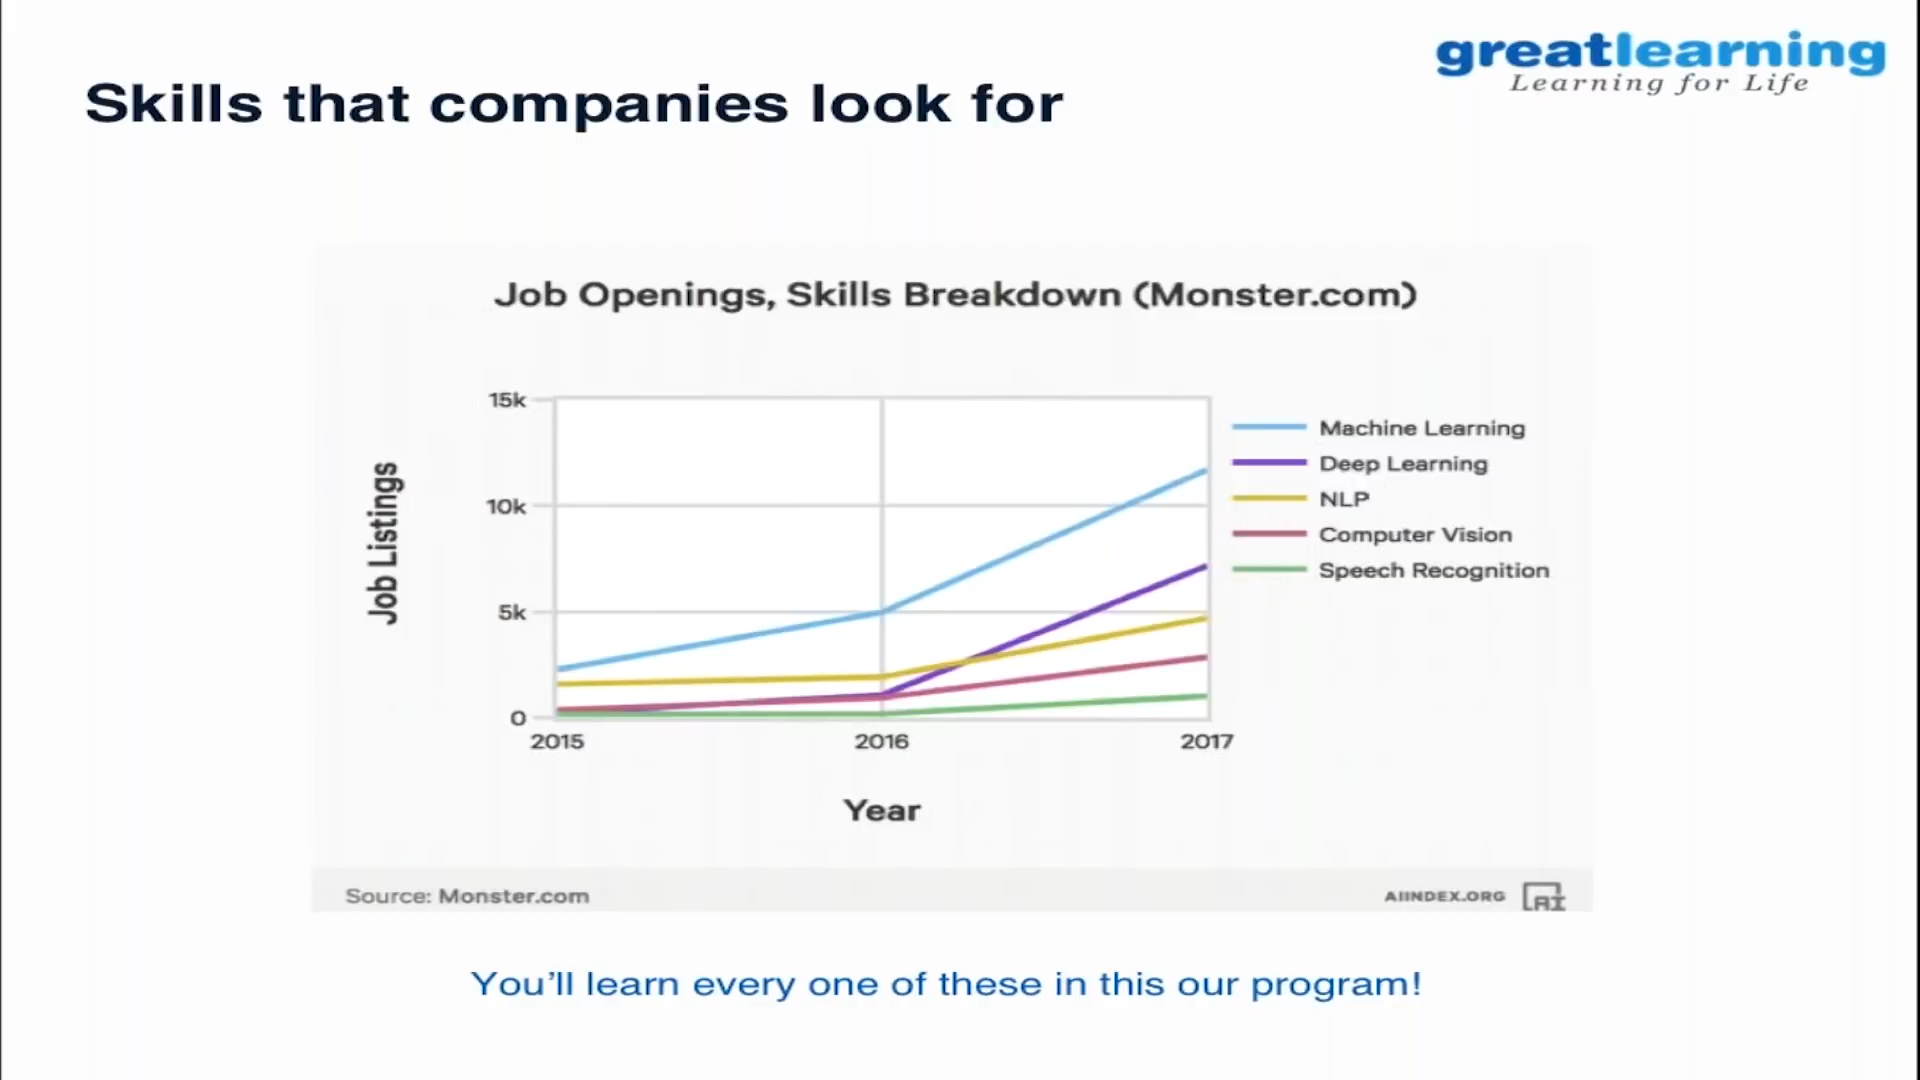 greatlearning
Learning for Life
Skills that companies look for
Job Openings, Skills Breakdown (Monster.com)
15k
10k
5k
0
Job Listings
2015
2016
2017
Year
Machine Learning
Deep Learning
NLP
Computer Vision
Speech Recognition
Source: Monster.com
AIINDEX.ORG
AI
You'll learn every one of these in this our program!